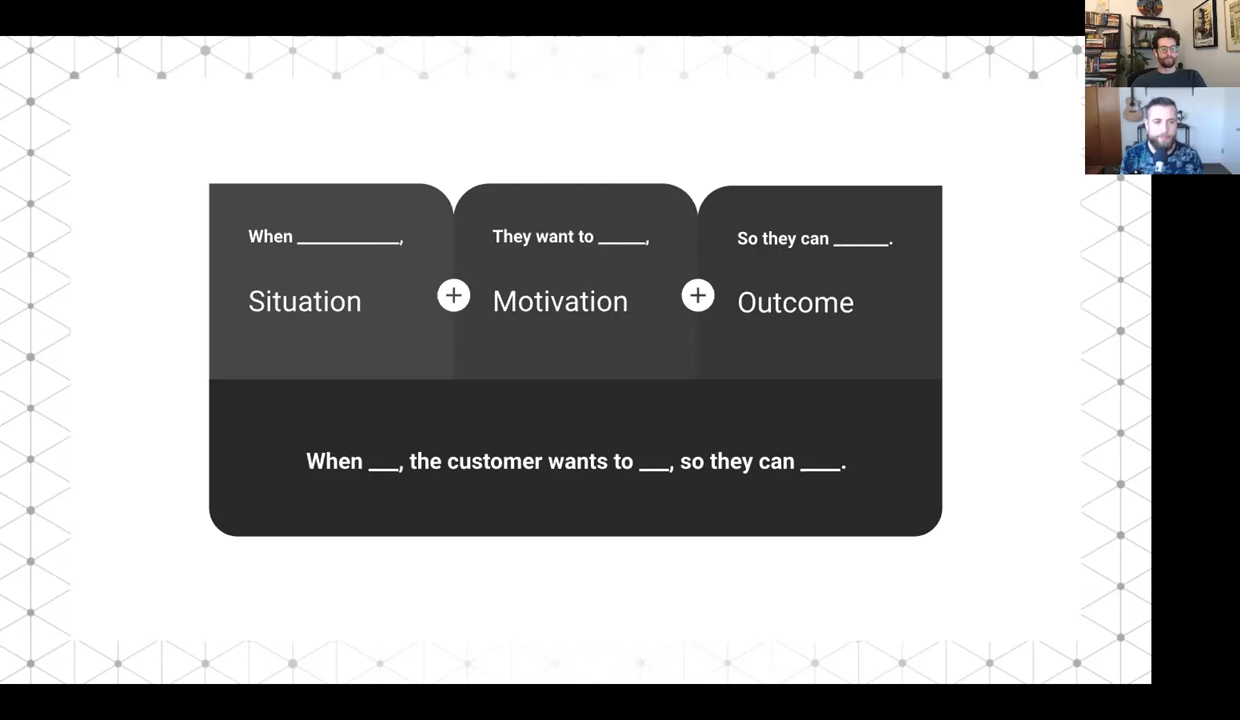 When ____________,
Situation
They want to _____,
Motivation
So they can ______.
Outcome
When ___, the customer wants to ___, so they can ____.